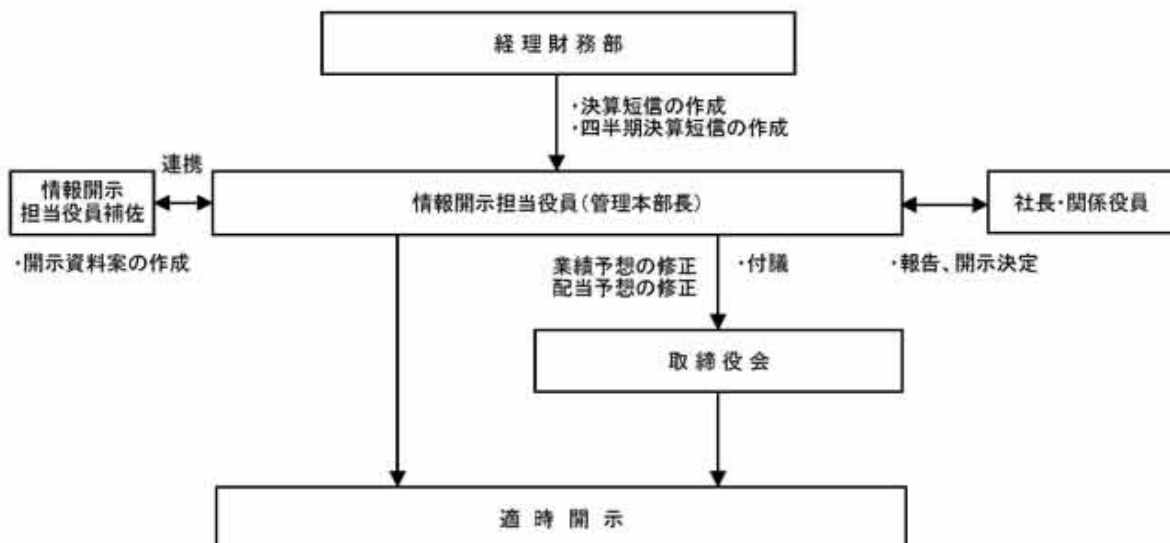 経理財務部
・決算短信の作成
・四半期決算短信の作成
連携
情報開示
担当役員補佐
情報開示担当役員(管理本部長)
社長・関係役員
・開示資料案の作成
業績予想の修正
配当予想の修正
・付議
・報告、開示決定
取締役会
適時開示